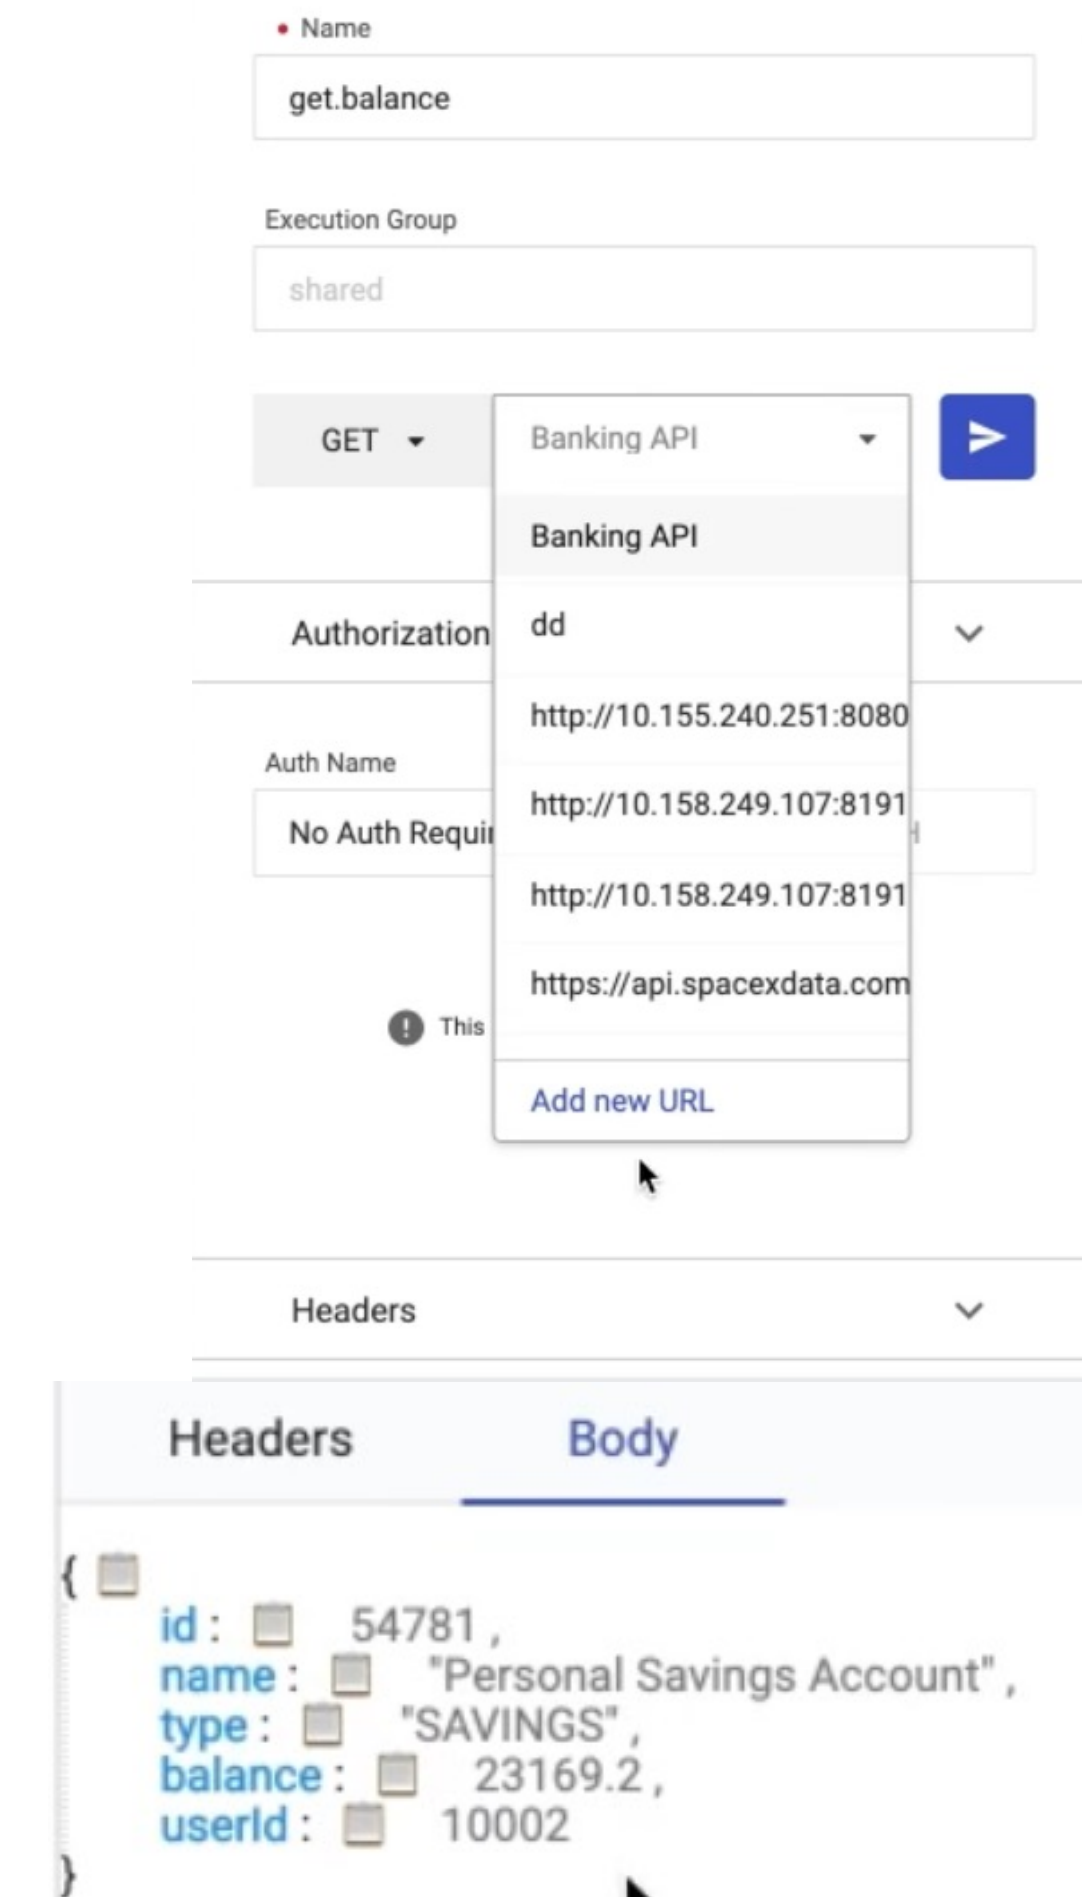 Name
get.balance
Execution Group
shared
GET
Banking API
Banking API
dd
Authorization
http://10.155.240.251:8080
Auth Name
http://10.158.249.107:8191
No Auth Requi
http://10.158.249.107:8191
https://api.spacexdata.com
This
Add new URL
Headers
Headers Body
{
id : 54781 ,
name : "Personal Savings Account" ,
type : "SAVINGS" ,
balance : 23169.2 ,
userId : 10002
}